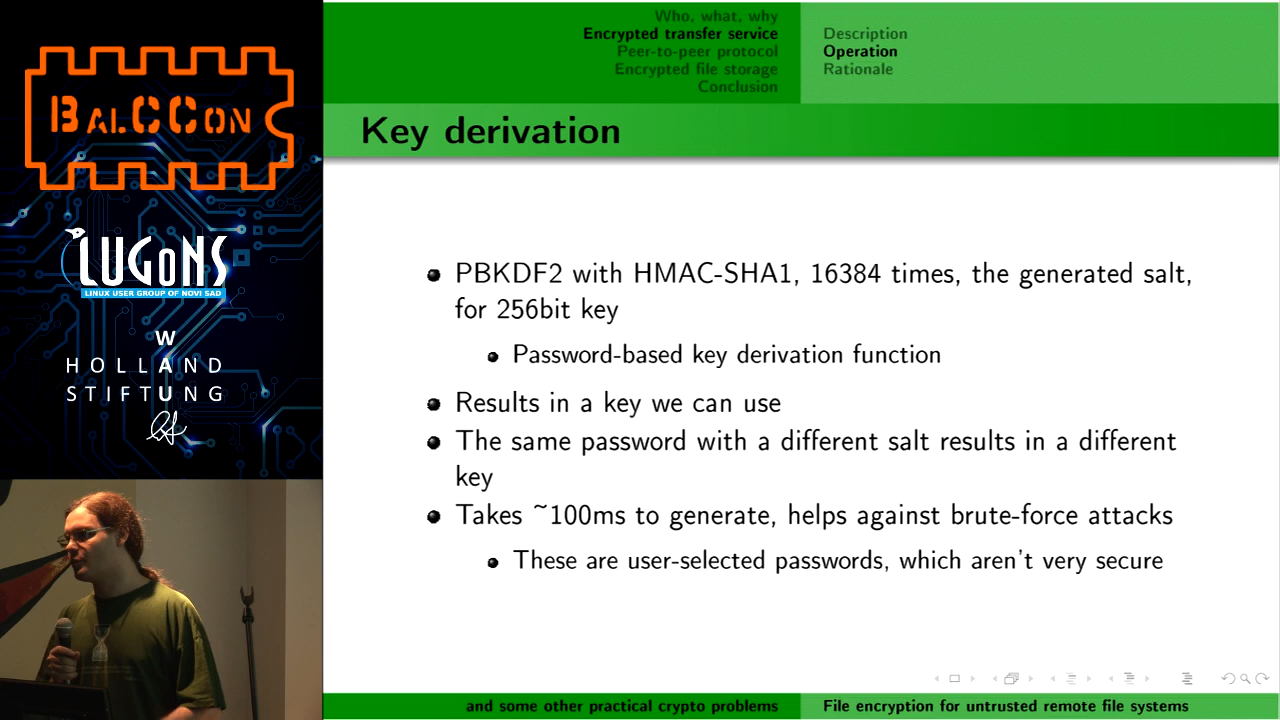 BALCCON
LUGONS
LINUX USER GROUP OF NOVI SAD
W
HOLLAND
A
STIFTUNG
U
Who, what, why
Encrypted transfer service
Peer-to-peer protocol
Encrypted file storage
Conclusion
Description
Operation
Rationale
Key derivation
PBKDF2 with HMAC-SHA1, 16384 times, the generated salt,
for 256bit key
Password-based key derivation function
Results in a key we can use
The same password with a different salt results in a different
key
Takes ~100ms to generate, helps against brute-force attacks
These are user-selected passwords, which aren't very secure
and some other practical crypto problems
File encryption for untrusted remote file systems